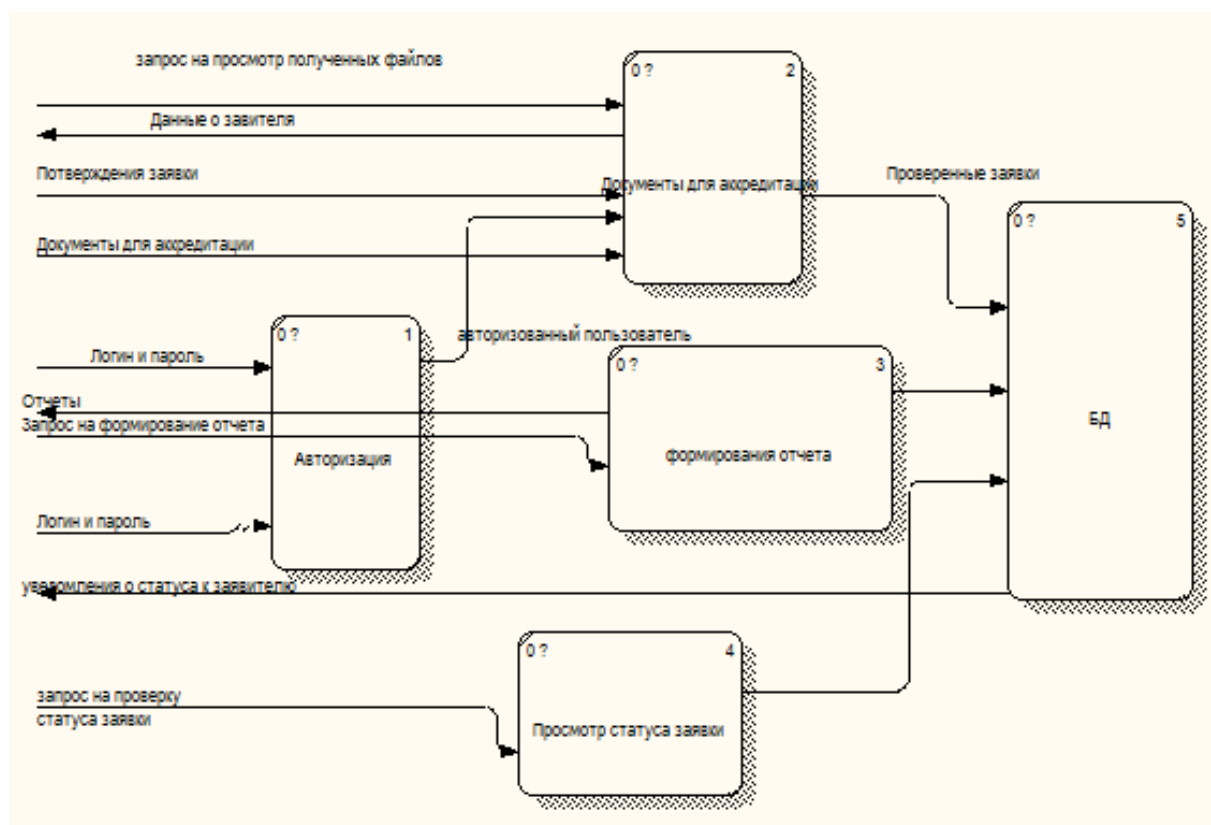 запрос на просмотр полученных файлов
0 ? 2
Данные о завителя
Потверждения заявки
Документы для аккредитации
Проверенные заявки
Документы для аккредитации
0 ? 5
0 ? 1
авторизованный пользователь
Логин и пароль
0 ? 3
Отчеты
Запрос на формирование отчета
БД
Авторизация
формирования отчета
Логин и пароль
уведомления о статуса к заявителю
0 ? 4
запрос на проверку
статуса заявки
Просмотр статуса заявки